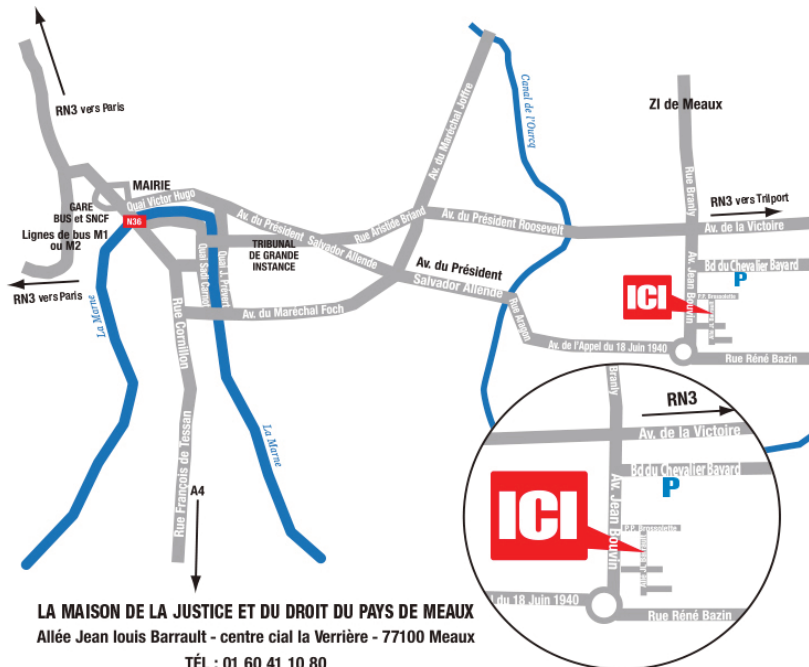 RN3 vers Paris
ZI de Meaux
Canal de l'Ourcq
Av. du Maréchal Joffre
Rue Branly
MAIRIE
Quai Victor Hugo
GARE
BUS et SNCF
Lignes de bus M1
ou M2
N36
RN3 vers Paris
La Marne
Quai Sadi Carnot
Quai J. Prévert
TRIBUNAL
DE GRANDE
INSTANCE
Av. du Président Salvador Allende
Rue Aristide Briand
Av. du Président Roosevelt
RN3 vers Trilport
Av. de la Victoire
Bd du Chevalier Bayard
P
Av. du Président
Salvador Allende
Av. Jean Bouvin
P.P. Brossolette
ICI
Rue Cornillon
Av. du Maréchal Foch
Rue Aragon
Av. de l'Appel du 18 Juin 1940
Rue Réné Bazin
Rue François de Tessan
La Marne
A4
Branly
RN3
Av. de la Victoire
Bd du Chevalier Bayard
P
ICI
Av. Jean Bouvin
P.P. Brossolette
du 18 Juin 1940
Rue Réné Bazin
LA MAISON DE LA JUSTICE ET DU DROIT DU PAYS DE MEAUX
Allée Jean louis Barrault - centre cial la Verrière - 77100 Meaux
TÉL : 01 60 41 10 80